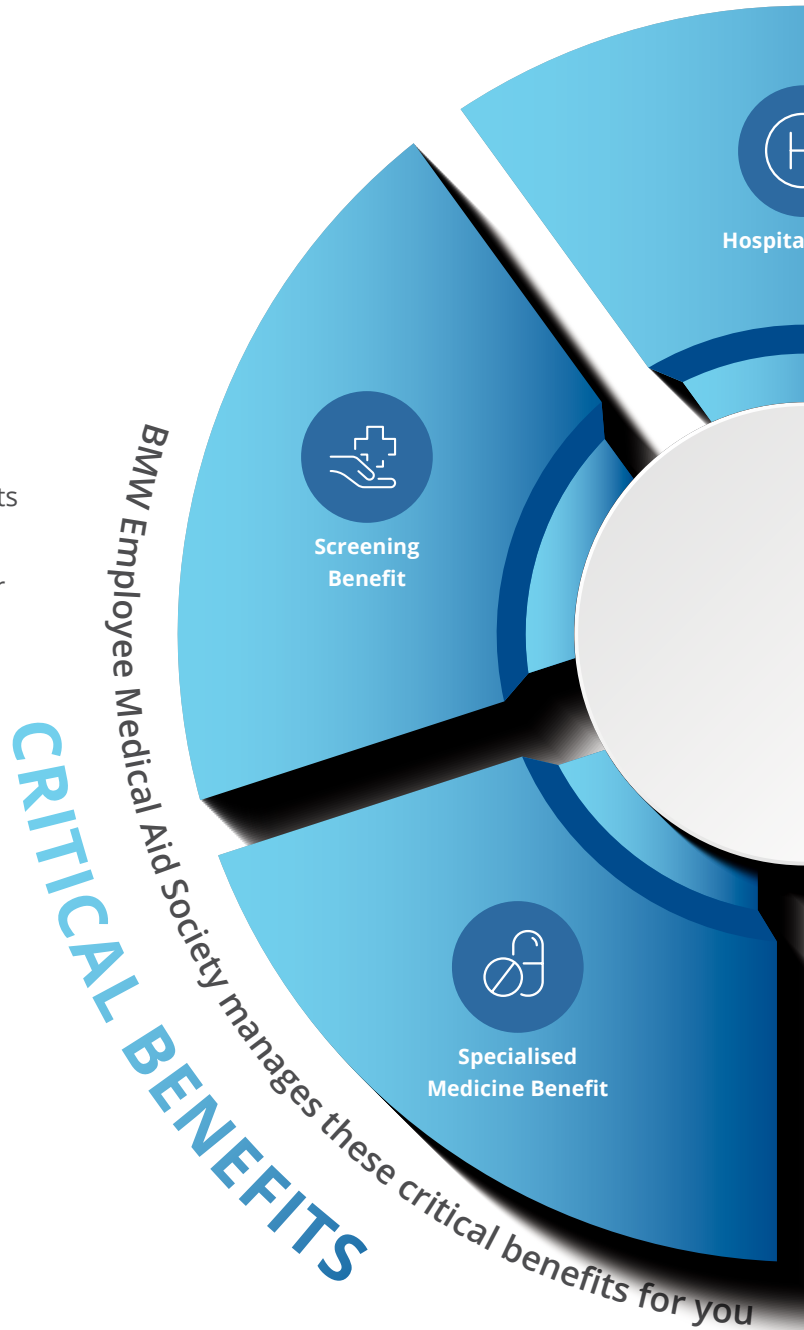 Hospita
ts
Screening
Benefit
r
BMW Employee Medical Aid Society manages these critical benefits for you
CRITICAL BENEFITS
Specialised
Medicine Benefit